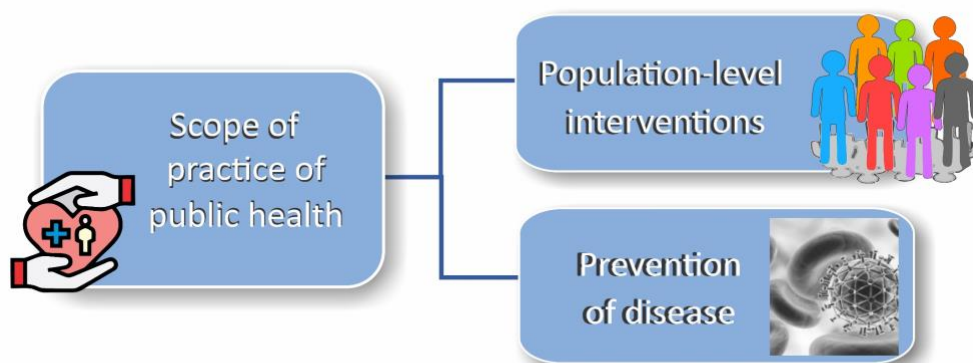 Scope of
practice of
public health
Population-level
interventions
Prevention
of disease